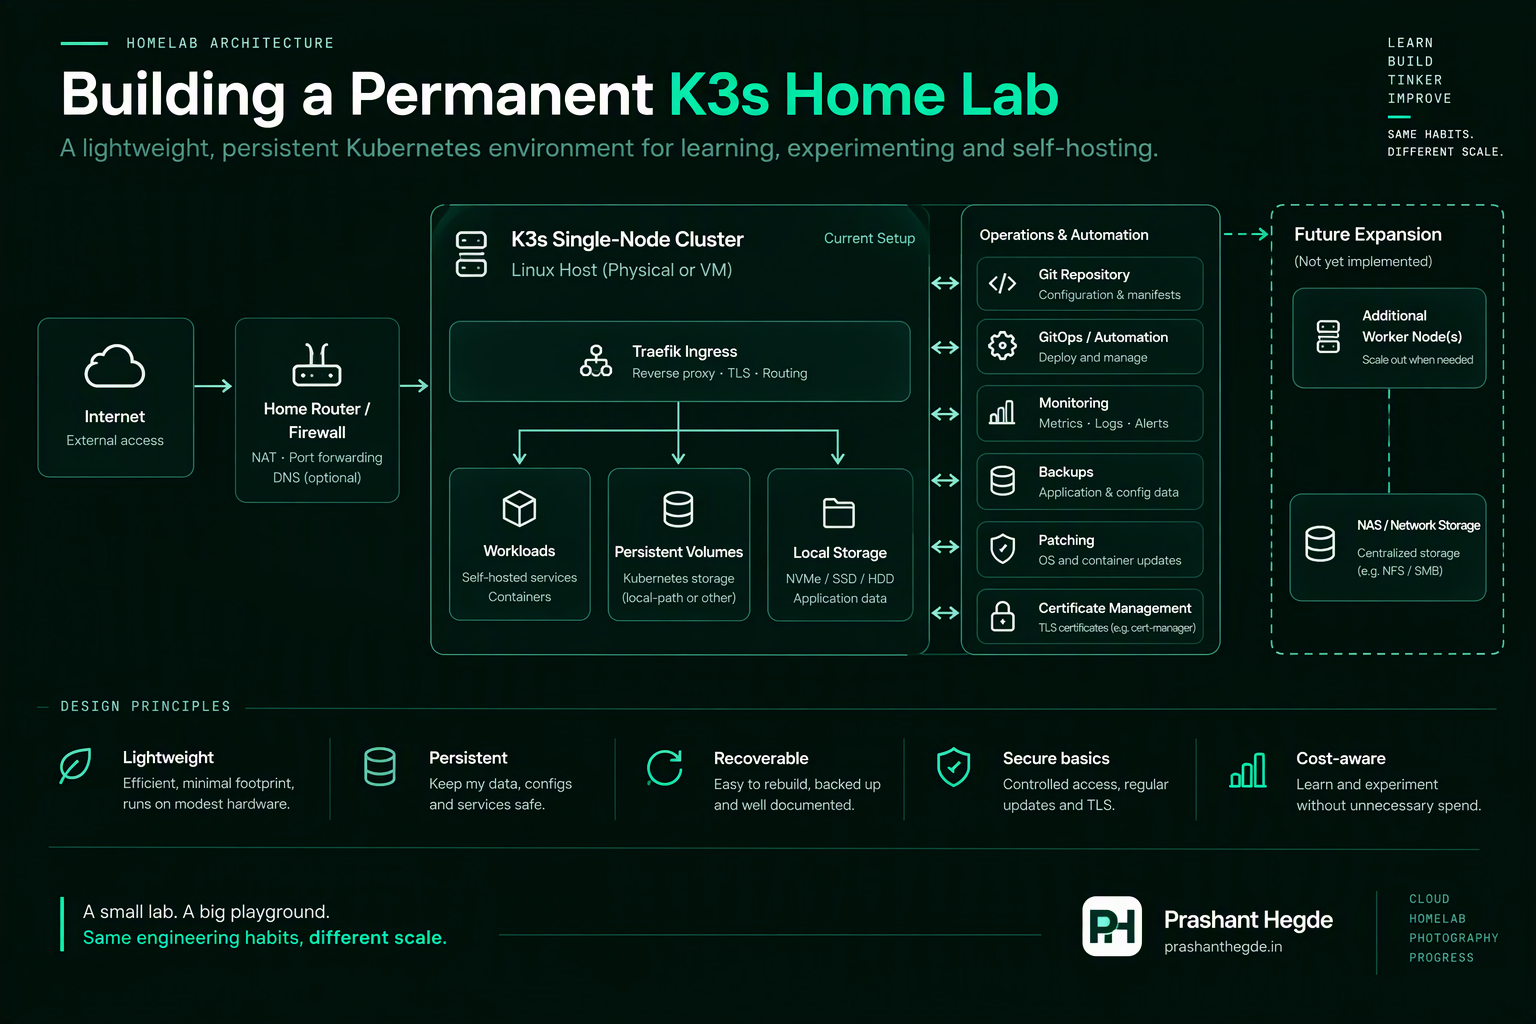 HOMELAB ARCHITECTURE
Building a Permanent K3s Home Lab
A lightweight, persistent Kubernetes environment for learning, experimenting and self-hosting.
LEARN
BUILD
TINKER
IMPROVE
SAME HABITS.
DIFFERENT SCALE.
Internet
External access
Home Router /
Firewall
NAT · Port forwarding
DNS (optional)
K3s Single-Node Cluster
Current Setup
Linux Host (Physical or VM)
Traefik Ingress
Reverse proxy · TLS · Routing
Workloads
Self-hosted services
Containers
Persistent Volumes
Kubernetes storage
(local-path or other)
Local Storage
NVMe / SSD / HDD
Application data
Operations & Automation
Git Repository
Configuration & manifests
GitOps / Automation
Deploy and manage
Monitoring
Metrics · Logs · Alerts
Backups
Application & config data
Patching
OS and container updates
Certificate Management
TLS certificates (e.g. cert-manager)
Future Expansion
(Not yet implemented)
Additional
Worker Node(s)
Scale out when needed
NAS / Network Storage
Centralized storage
(e.g. NFS / SMB)
DESIGN PRINCIPLES
Lightweight
Efficient, minimal footprint,
runs on modest hardware.
Persistent
Keep my data, configs
and services safe.
Recoverable
Easy to rebuild, backed up
and well documented.
Secure basics
Controlled access, regular
updates and TLS.
Cost-aware
Learn and experiment
without unnecessary spend.
A small lab. A big playground.
Same engineering habits, different scale.
PH
Prashant Hegde
prashanthegde.in
CLOUD
HOMELAB
PHOTOGRAPHY
PROGRESS